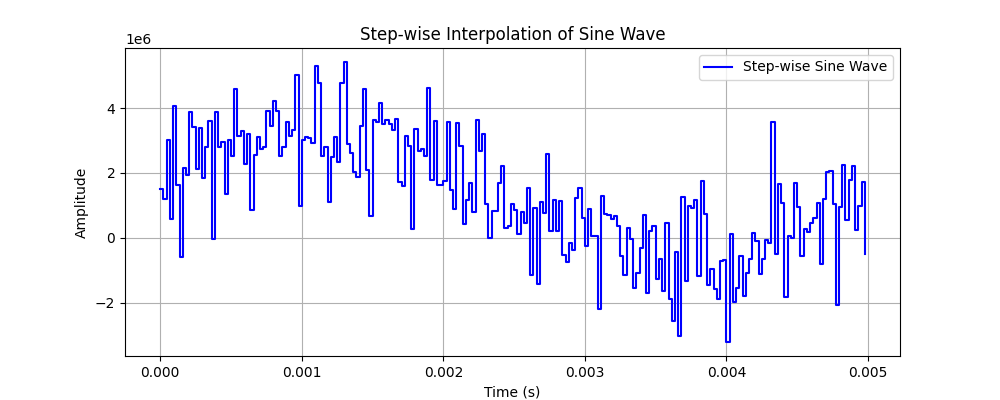 Step-wise Interpolation of Sine Wave
1e6
Step-wise Sine Wave
4
2
0
−2
Amplitude
0.000 0.001 0.002 0.003 0.004 0.005
Time (s)